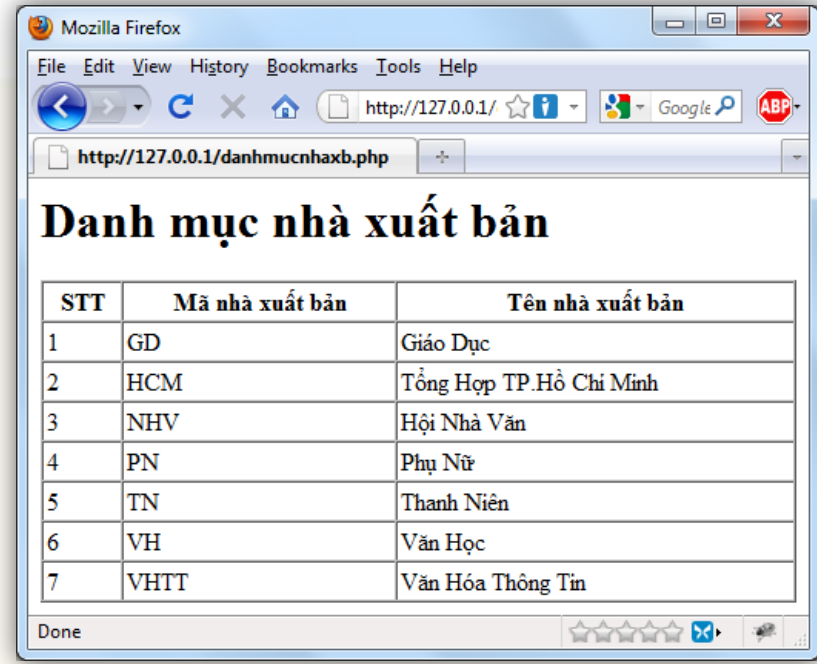 Mozilla Firefox
File Edit View History Bookmarks Tools Help
http://127.0.0.1/ Google ABP
http://127.0.0.1/danhmucnhaxb.php
Danh mục nhà xuất bản
STT Mã nhà xuất bản Tên nhà xuất bản
1 GD Giáo Dục
2 HCM Tổng Hợp TP.Hồ Chí Minh
3 NHV Hội Nhà Văn
4 PN Phụ Nữ
5 TN Thanh Niên
6 VH Văn Học
7 VHTT Văn Hóa Thông Tin
Done